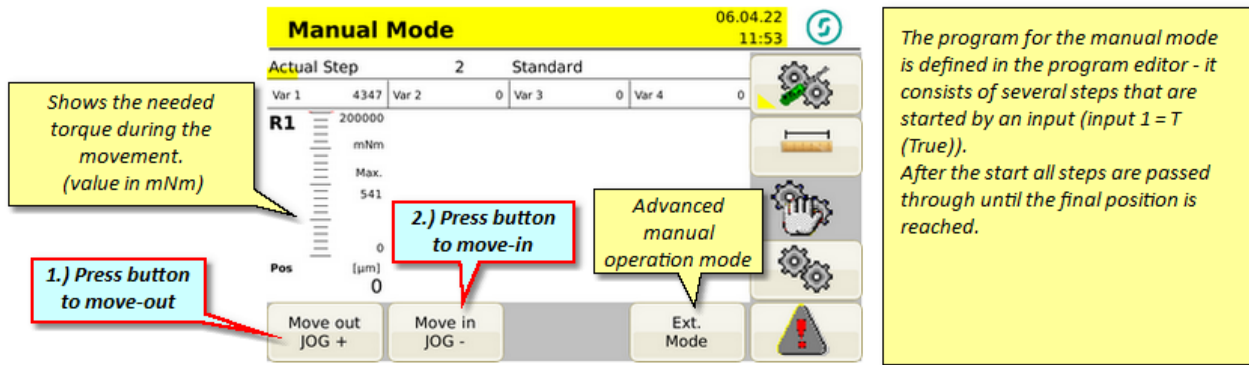 Manual Mode
06.04.22
11:53
Actual Step 2 Standard
Var 1 4347 Var 2 0 Var 3 0 Var 4 0
R1
200000
mNm
Max.
541
0
Pos [µm]
0
Move out
JOG +
Move in
JOG -
Ext.
Mode
Shows the needed
torque during the
movement.
(value in mNm)
1.) Press button
to move-out
2.) Press button
to move-in
Advanced
manual
operation mode
The program for the manual mode
is defined in the program editor - it
consists of several steps that are
started by an input (input 1 = T
(True)).
After the start all steps are passed
through until the final position is
reached.